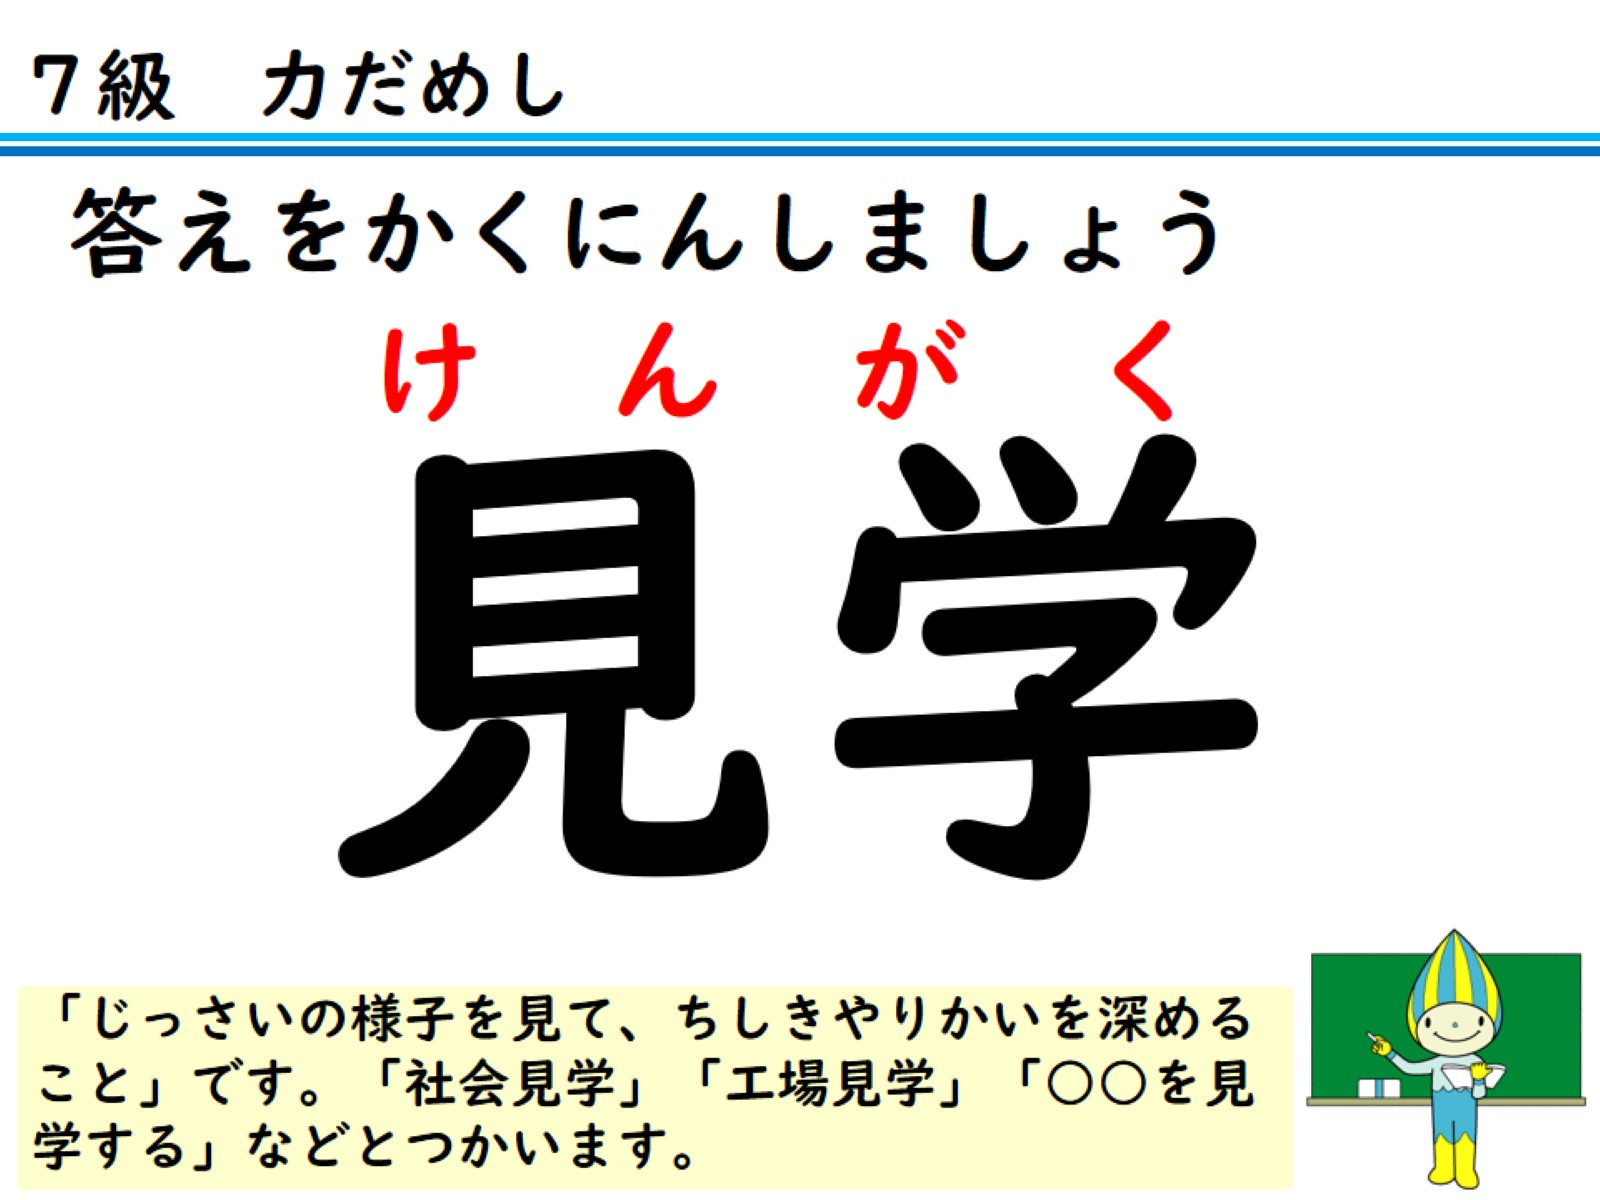 ７級　力だめし
答えをかくにんしましょう
けんがく
見学
「じっさいの様子を見て、ちしきやりかいを深める
こと」です。「社会見学」「工場見学」「○○を見
学する」などとつかいます。